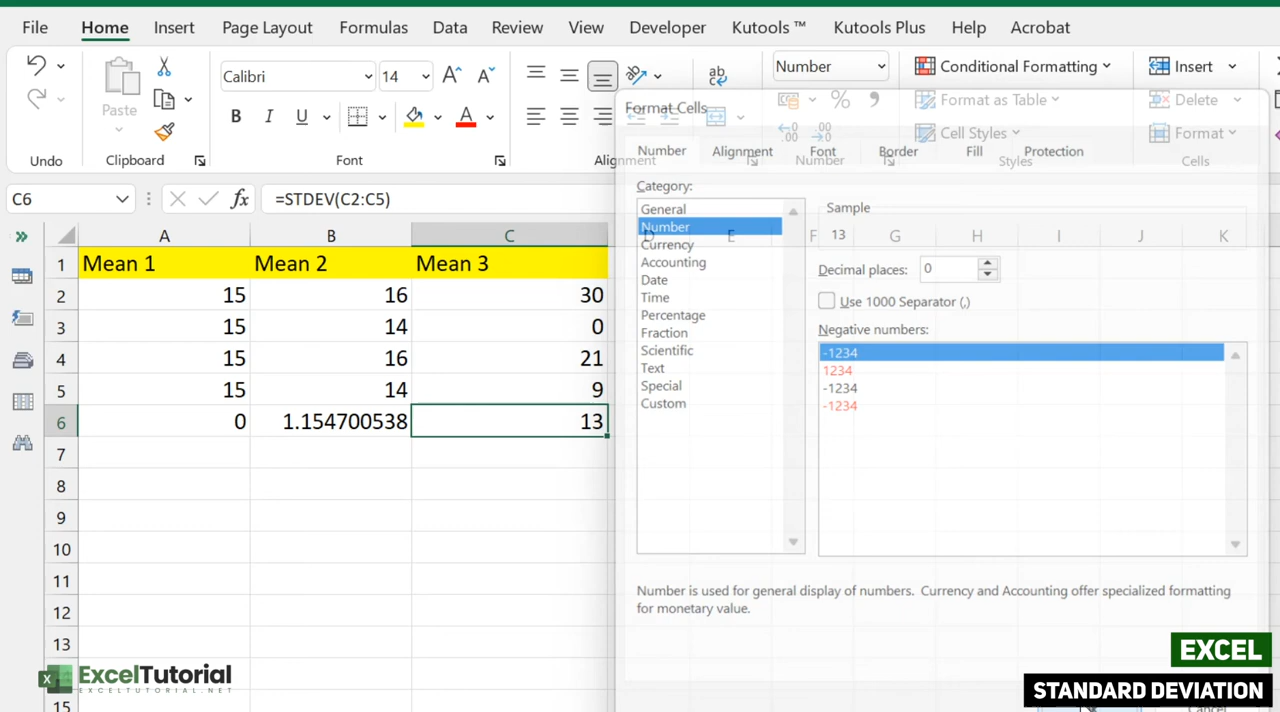 File Home Insert Page Layout Formulas Data Review View Developer Kutools ™ Kutools Plus Help Acrobat
Calibri 14 Number Conditional Formatting Insert
Paste Format as Table Delete
Cell Styles Format
Undo Clipboard Font Alignment Number Styles Cells
Format Cells
Number Alignment Font Border Fill Protection
C6 =STDEV(C2:C5)
Category:
General
Number
Currency
Accounting
Date
Time
Percentage
Fraction
Scientific
Text
Special
Custom
Sample
13
Decimal places: 0
Use 1000 Separator (,)
Negative numbers:
-1234
1234
-1234
-1234
Number is used for general display of numbers. Currency and Accounting offer specialized formatting
for monetary value.
Cancel
A B C D E F G H I J K
1 Mean 1 Mean 2 Mean 3
2 15 16 30
3 15 14 0
4 15 16 21
5 15 14 9
6 0 1.154700538 13
7
8
9
10
11
12
13
15
ExcelTutorial
EXCELTUTORIAL.NET
EXCEL
STANDARD DEVIATION